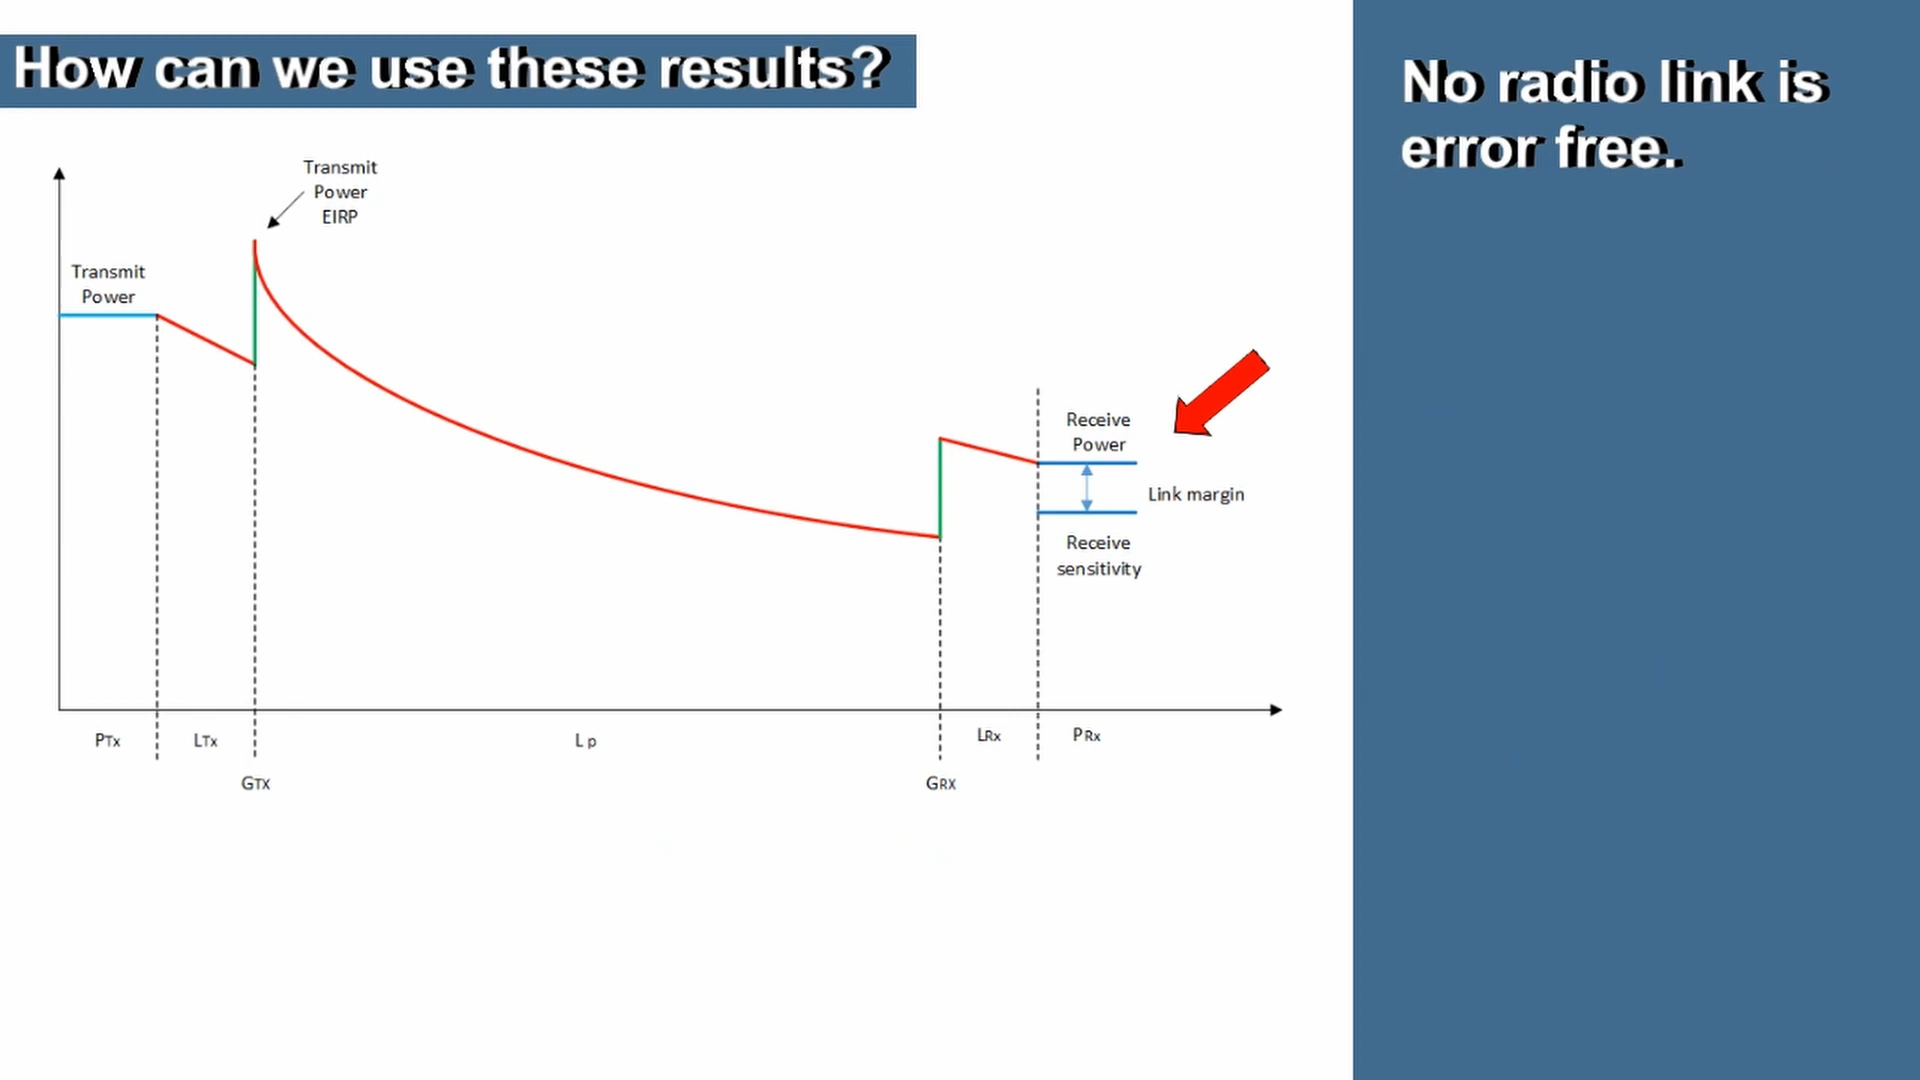 How can we use these results?
No radio link is
error free.
Transmit
Power
EIRP
Transmit
Power
Receive
Power
Link margin
Receive
sensitivity
PTx
LTx
Lp
LRx
PRx
GTX
GRX